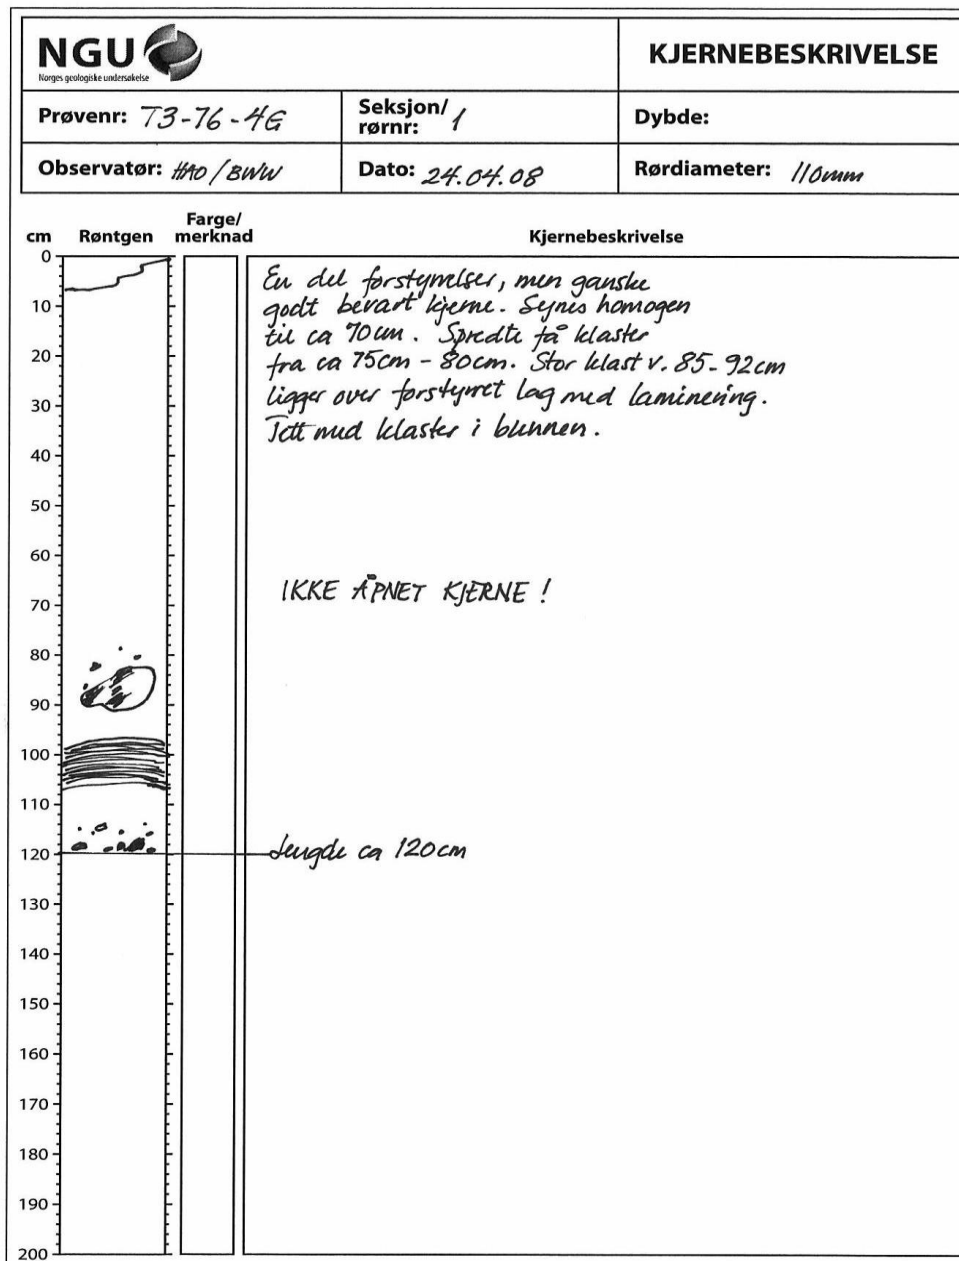 NGU
Norges geologiske undersøkelse
KJERNEBESKRIVELSE
Prøvenr: T3-76-4G
Seksjon/
rørnr: 1
Dybde:
Observatør: HAO/BWW
Dato: 24.04.08
Rørdiameter: 110mm
cm
Røntgen
Farge/
merknad
Kjernebeskrivelse
0
10
20
30
40
50
60
70
80
90
100
110
120
130
140
150
160
170
180
190
200
En del forstyrrelser, men ganske
godt bevart kjerne. Synes homogen
til ca 70cm. Spredte få klaster
fra ca 75cm - 80cm. Stor klast v. 85-92cm
ligger over forstyrret lag med laminering.
Tett med klaster i bunnen.
IKKE ÅPNET KJERNE !
Lengde ca 120cm